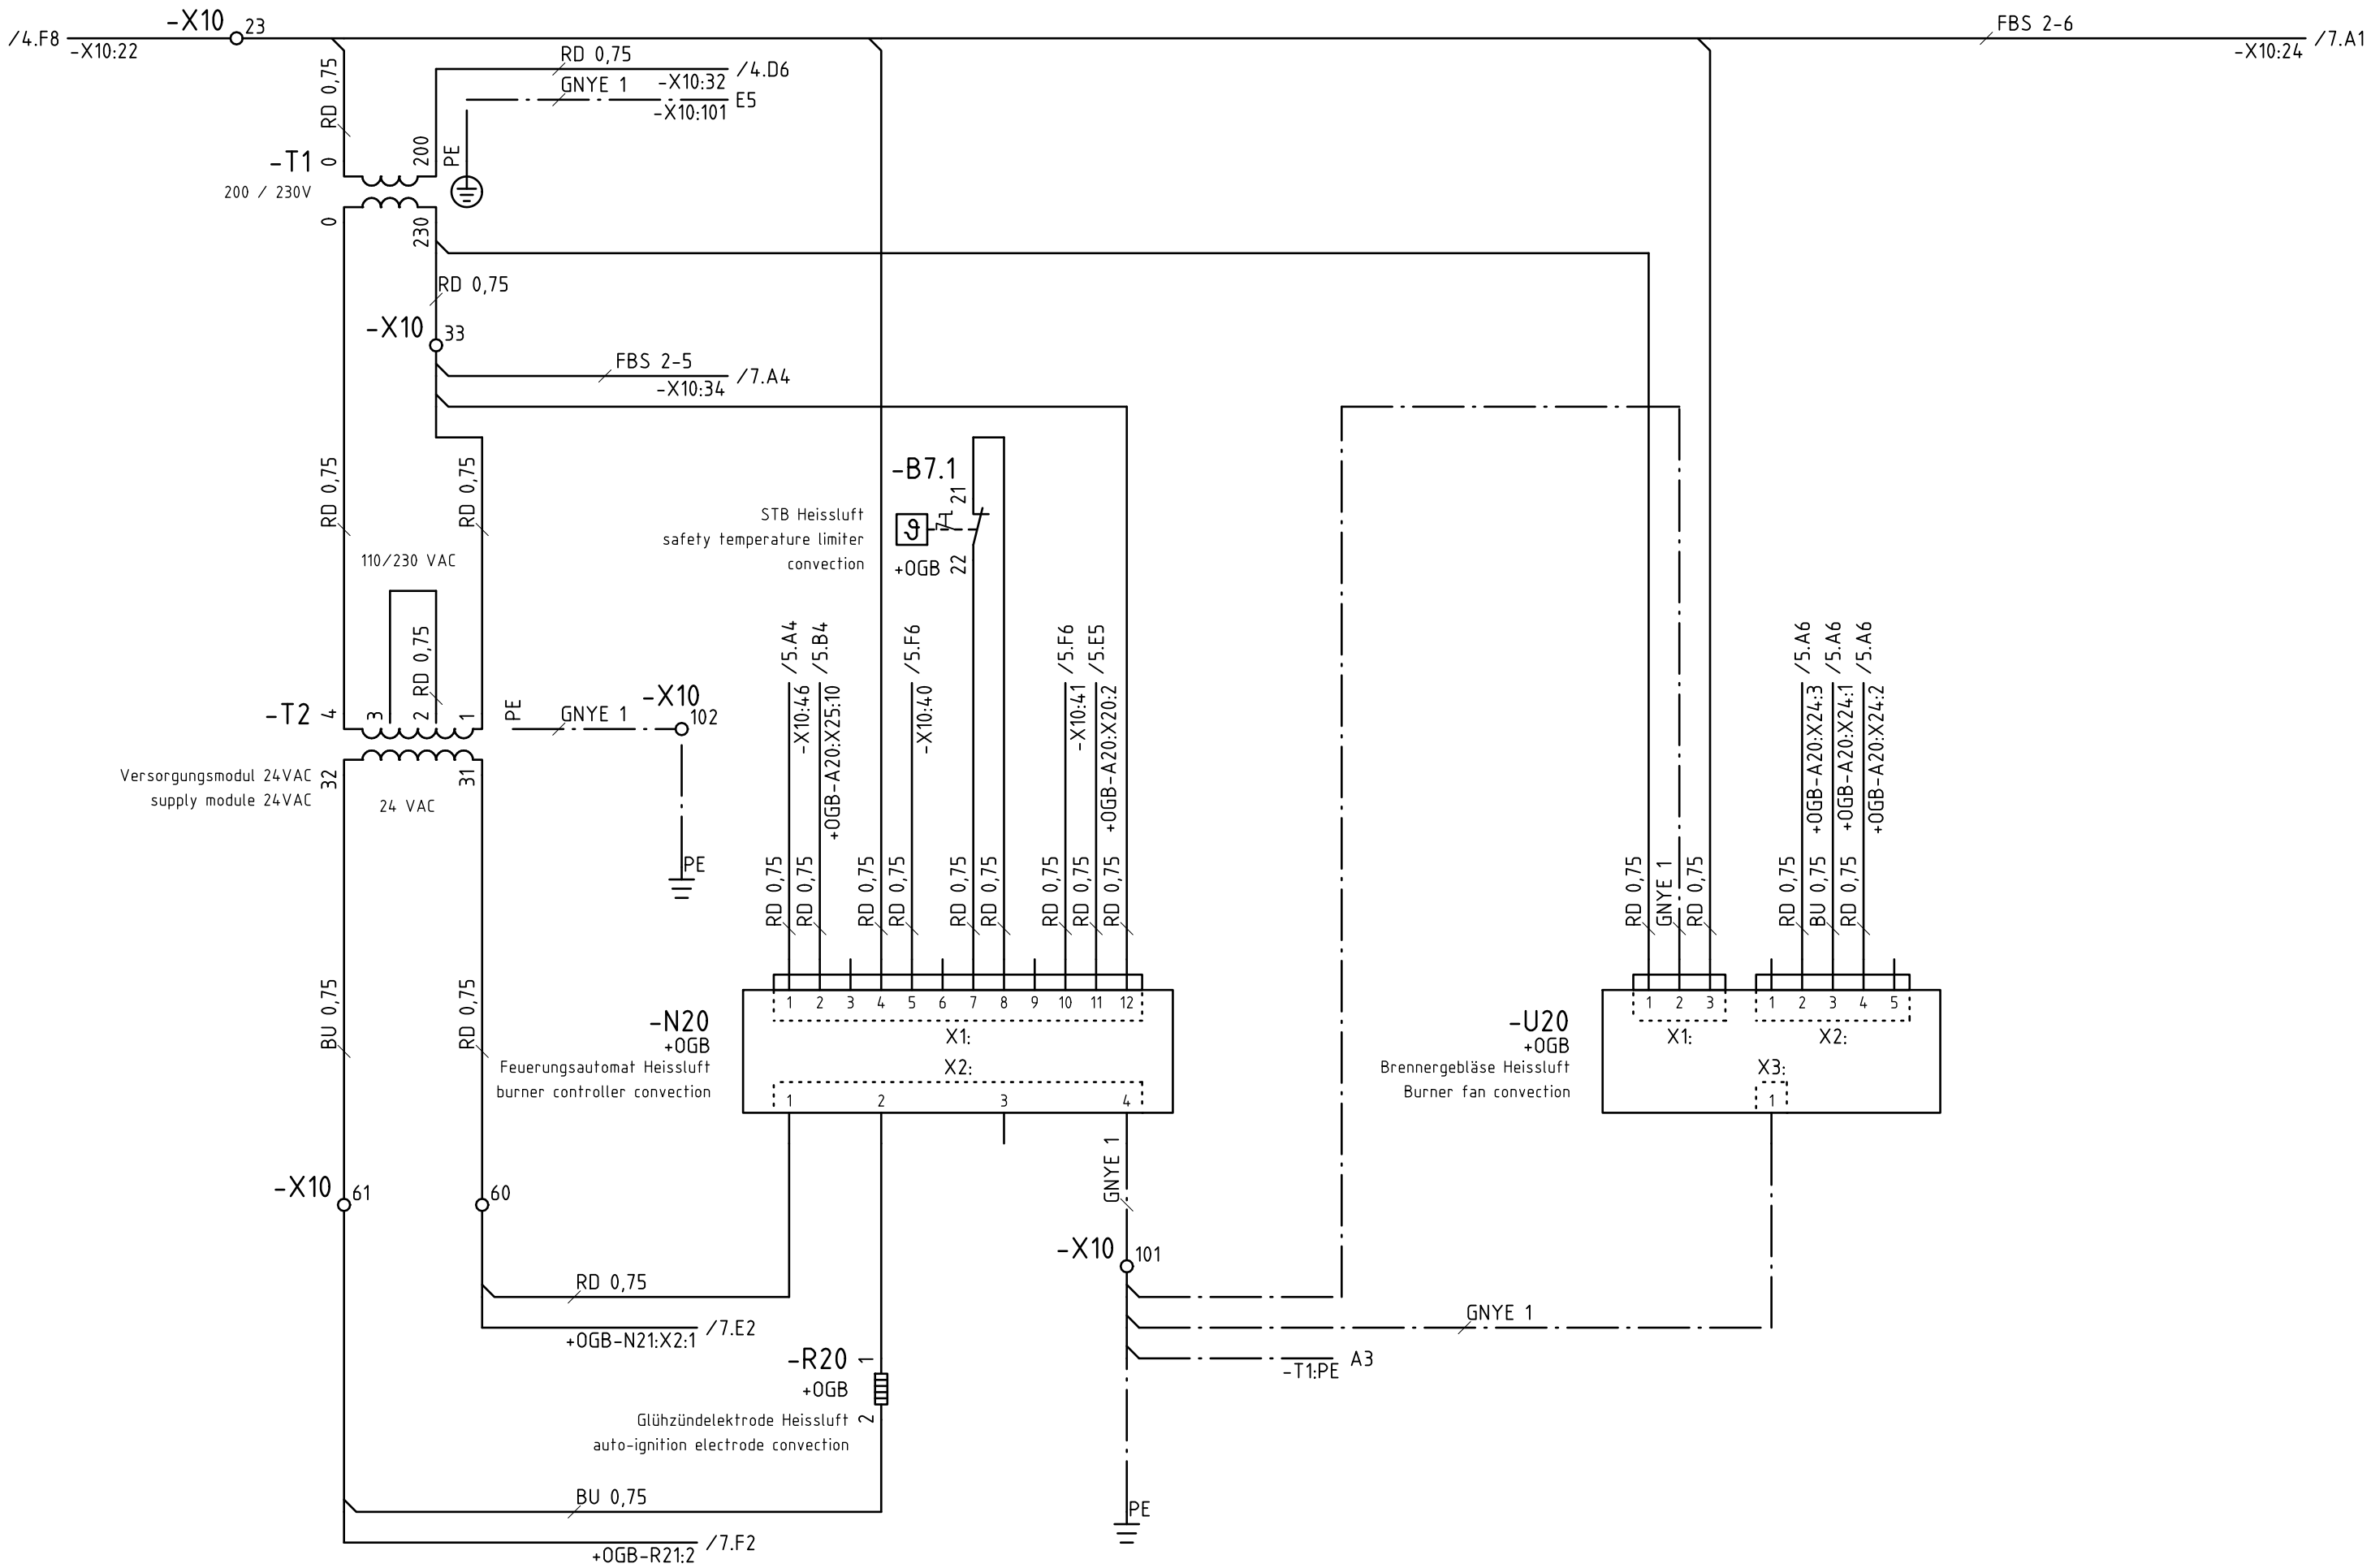 /4.F8
-X10:22
-X10
23
FBS 2-6
-X10:24
/7.A1
RD 0,75
RD 0,75
/4.D6
-X10:32
GNYE 1
E5
-X10:101
PE
-T1
0
200
200 / 230V
0
230
RD 0,75
-X10
33
FBS 2-5
-X10:34
/7.A4
RD 0,75
RD 0,75
110/230 VAC
RD 0,75
-T2
4
3
2
1
PE
GNYE 1
-X10
102
PE
Versorgungsmodul 24VAC
supply module 24VAC
32
31
24 VAC
-B7.1
21
22
+0GB
ϑ
STB Heissluft
safety temperature limiter
convection
/5.A4
/5.B4
/5.F6
/5.F6
/5.E5
-X10:46
+0GB-A20:X25:10
-X10:40
-X10:41
+0GB-A20:X20:2
RD 0,75
RD 0,75
RD 0,75
RD 0,75
RD 0,75
RD 0,75
RD 0,75
RD 0,75
RD 0,75
1 2 3 4 5 6 7 8 9 10 11 12
X1:
X2:
1 2 3 4
-N20
+0GB
Feuerungsautomat Heissluft
burner controller convection
/5.A6
/5.A6
/5.A6
+0GB-A20:X24:3
+0GB-A20:X24:1
+0GB-A20:X24:2
RD 0,75
GNYE 1
RD 0,75
RD 0,75
BU 0,75
RD 0,75
1 2 3
1 2 3 4 5
X1:
X2:
X3:
1
-U20
+0GB
Brennergebläse Heissluft
Burner fan convection
BU 0,75
RD 0,75
-X10
61
60
RD 0,75
/7.E2
+0GB-N21:X2:1
GNYE 1
-X10
101
GNYE 1
A3
-T1:PE
PE
-R20
+0GB
1
2
Glühzündelektrode Heissluft
auto-ignition electrode convection
BU 0,75
/7.F2
+0GB-R21:2